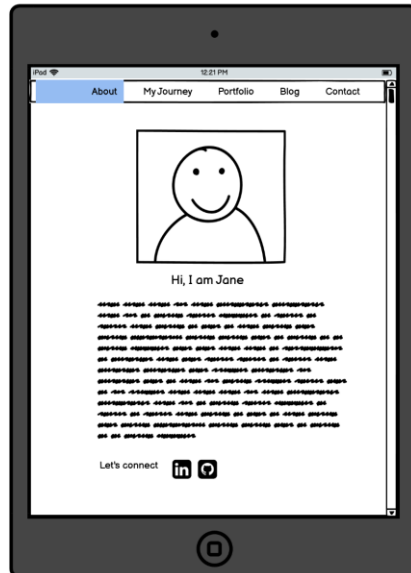 iPad 12:21 PM
About My Journey Portfolio Blog Contact
Hi, I am Jane
Let's connect in